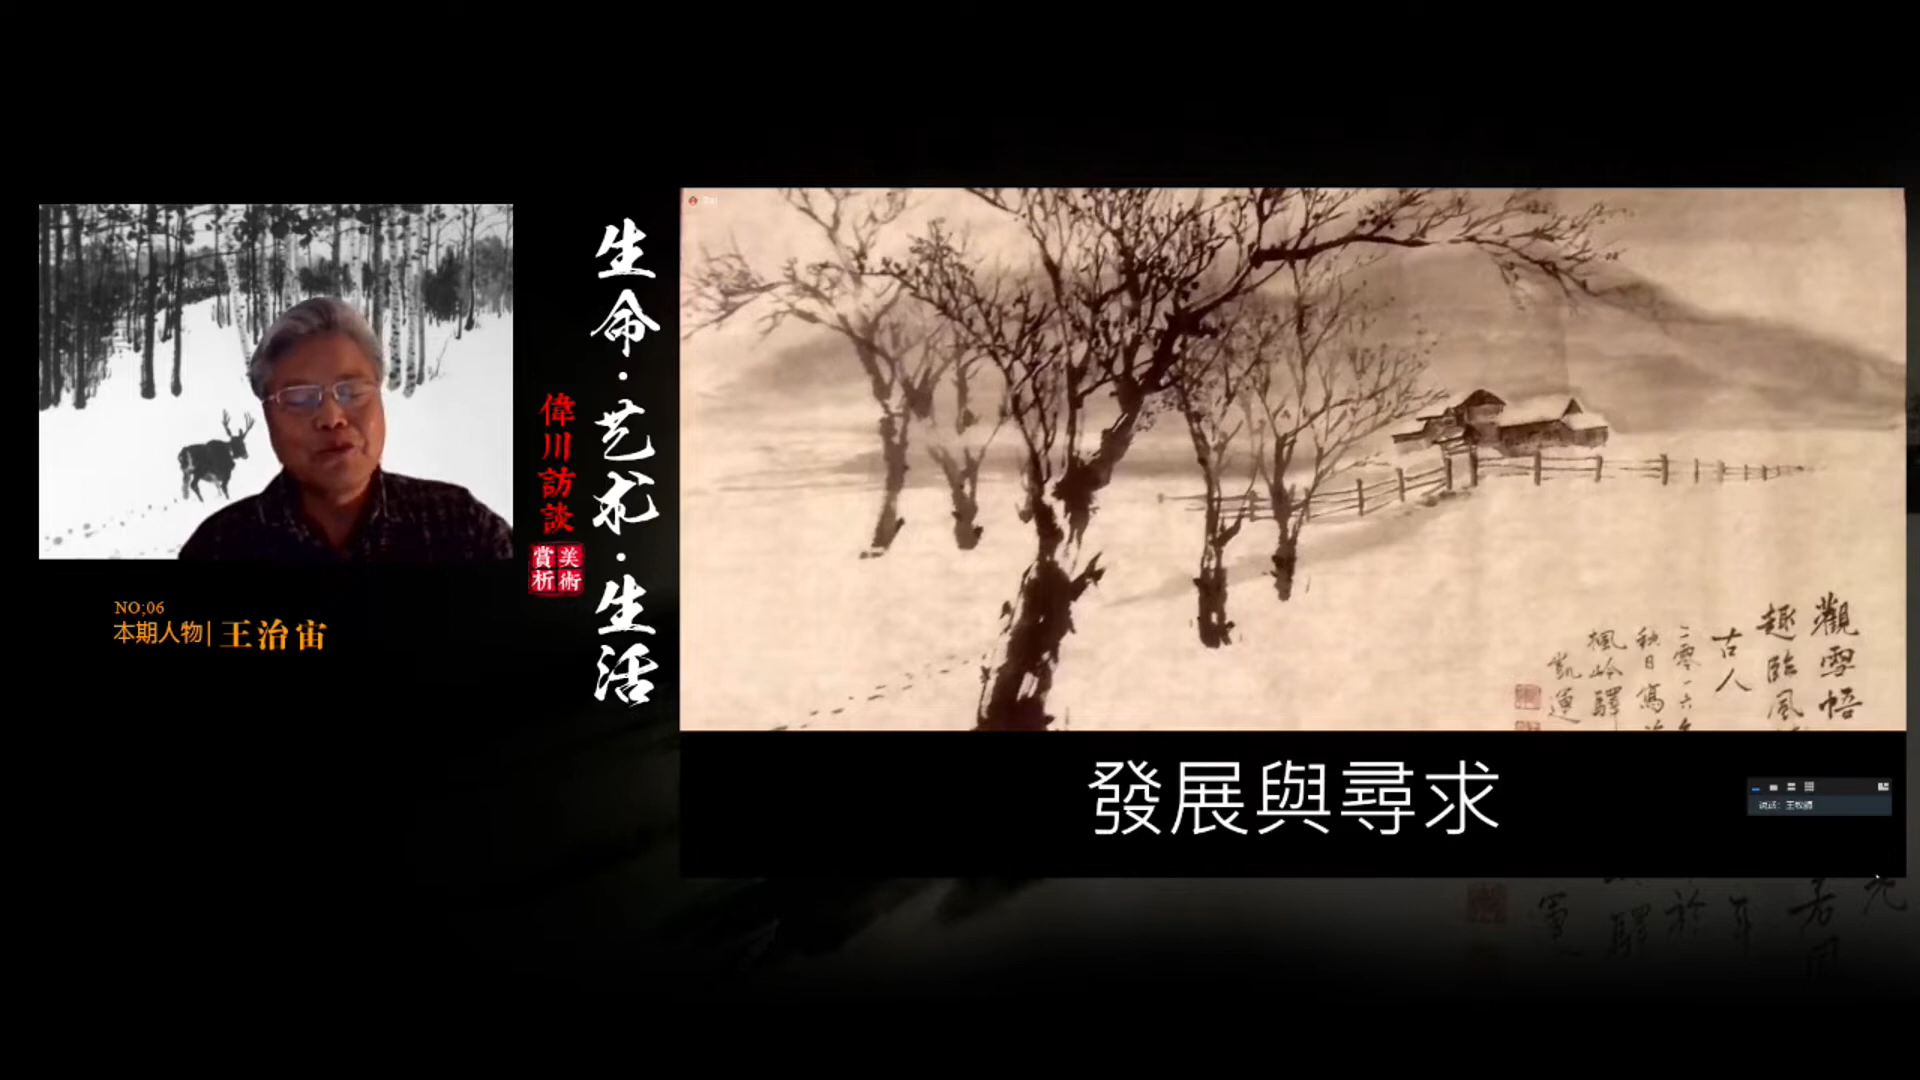 生命·艺术·生活
偉川訪談
美術
賞析
NO;06
本期人物|王治宙
觀雪悟
趣臨風
古人
二零一六年
秋日寫於
楓岭驛
凱運
發展與尋求